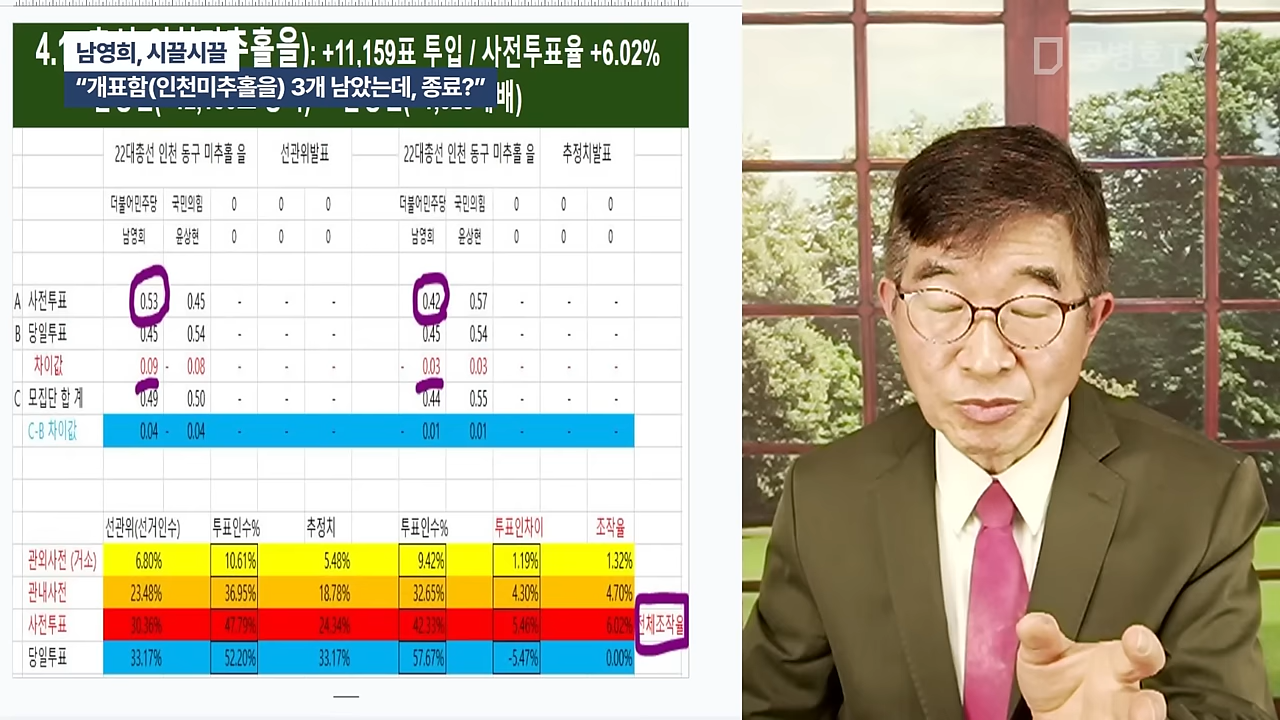 4.1 미추홀을): +11,159표 투입 / 사전투표율 +6.02%
남영희, 시끌시끌
“개표함(인천미추홀을) 3개 남았는데, 종료?”
배)
공병호TV
22대총선 인천 동구 미추홀 을 선관위발표 22대총선 인천 동구 미추홀 을 추정치발표
더불어민주당 국민의힘 0 0 0 더불어민주당 국민의힘 0 0 0
남영희 윤상현 0 0 0 남영희 윤상현 0 0 0
A 사전투표 0.53 0.45 - - - 0.42 0.57 - - -
B 당일투표 0.45 0.54 - - - 0.45 0.54 - - -
차이값 0.09 - 0.08 - - - - 0.03 0.03 - - -
C 모집단 합 계 0.49 0.50 - - - 0.44 0.55 - - -
C-B 차이값 0.04 - 0.04 - - - - 0.01 0.01 - - -
선관위(선거인수) 투표인수% 추정치 투표인수% 투표인차이 조작율
관외사전 (거소) 6.80% 10.61% 5.48% 9.42% 1.19% 1.32%
관내사전 23.48% 36.95% 18.78% 32.65% 4.30% 4.70%
사전투표 30.36% 47.79% 24.34% 42.33% 5.46% 6.02% 전체조작율
당일투표 33.17% 52.20% 33.17% 57.67% -5.47% 0.00%